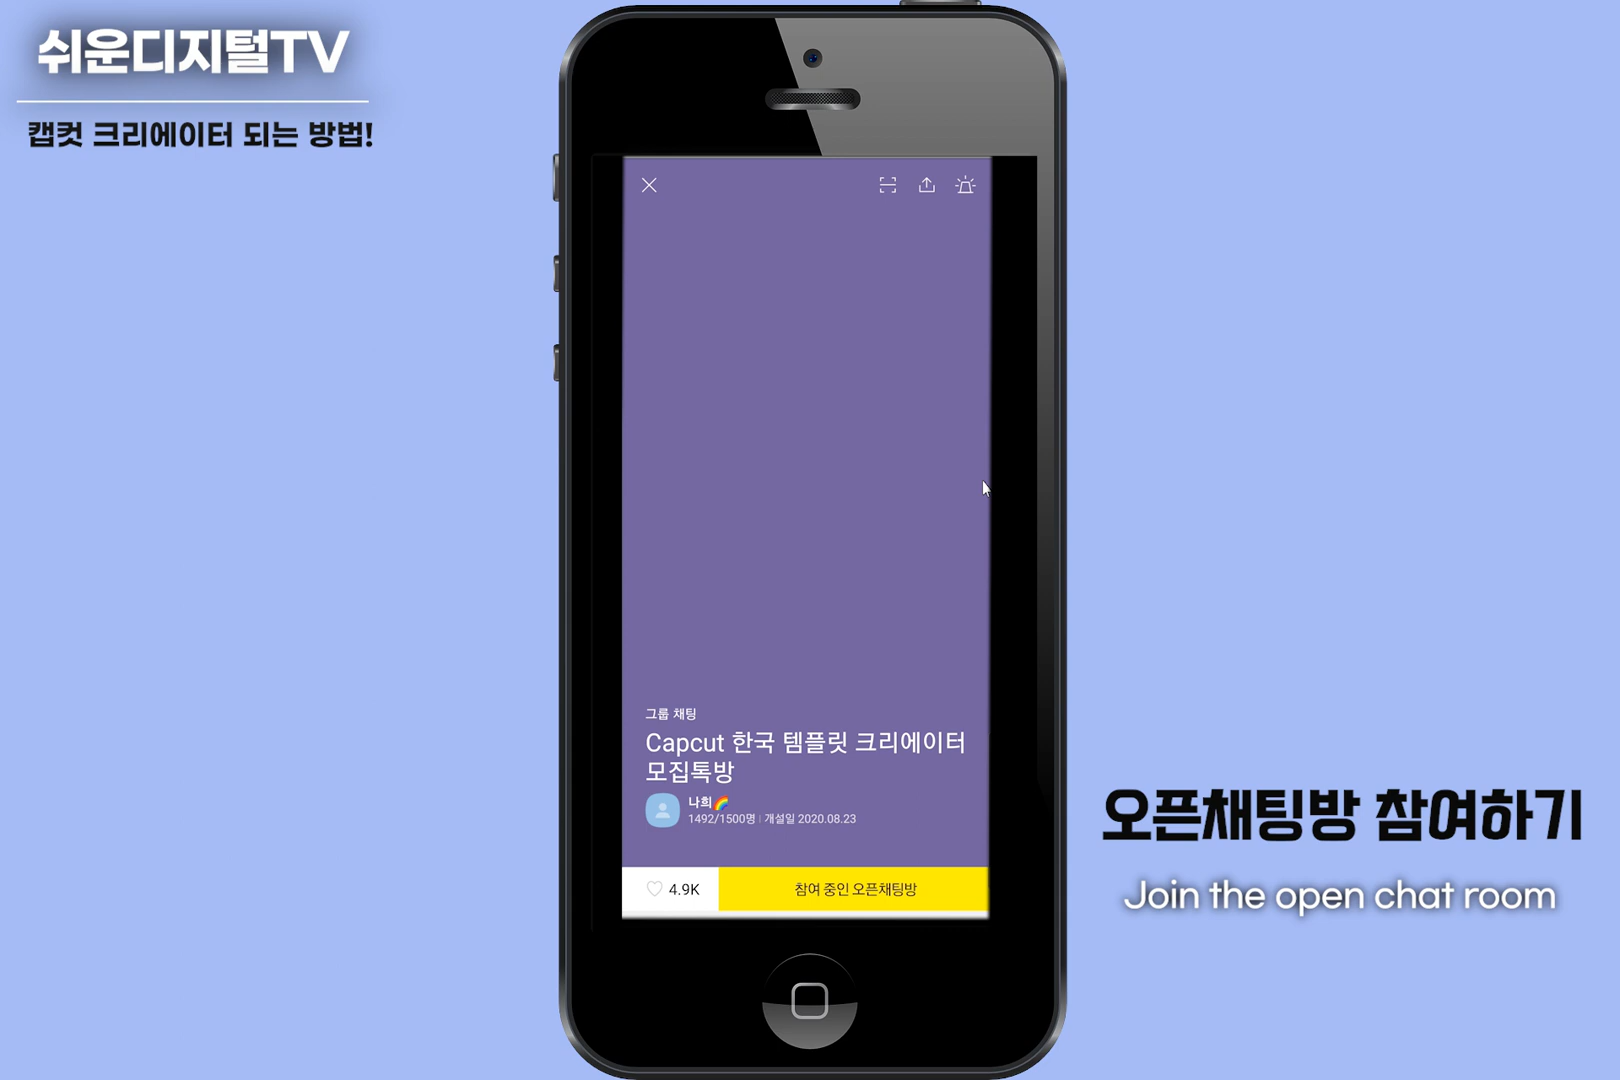 쉬운디지털TV
캡컷 크리에이터 되는 방법!
그룹 채팅
Capcut 한국 템플릿 크리에이터
모집톡방
나희🌈
1492/1500명 | 개설일 2020.08.23
4.9K
참여 중인 오픈채팅방
오픈채팅방 참여하기
Join the open chat room